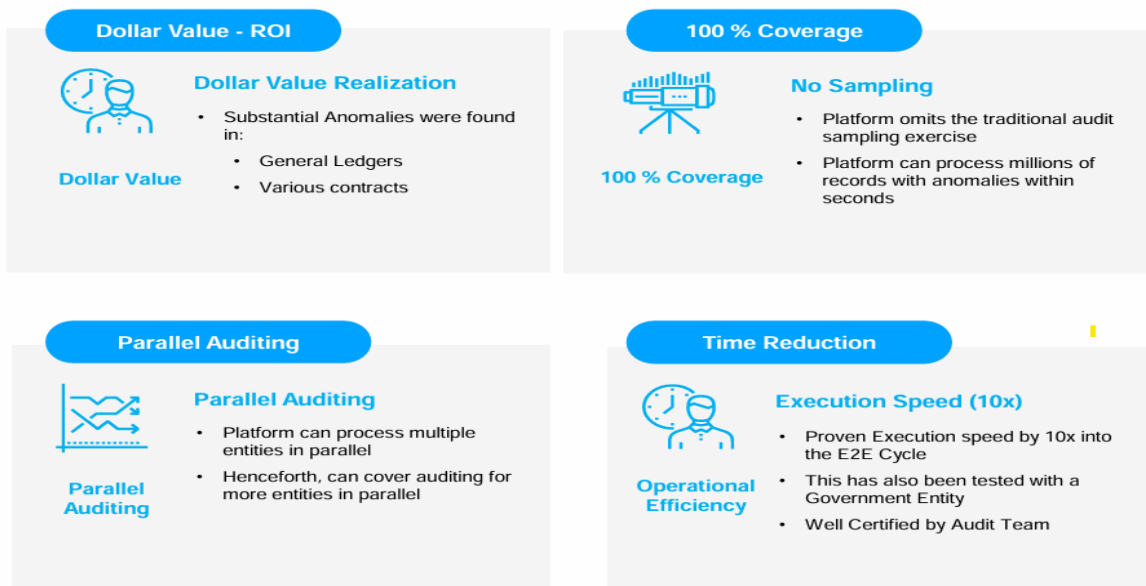 Dollar Value - ROI
Dollar Value Realization
• Substantial Anomalies were found
in:
• General Ledgers
• Various contracts
Dollar Value
100 % Coverage
No Sampling
• Platform omits the traditional audit
sampling exercise
• Platform can process millions of
records with anomalies within
seconds
100 % Coverage
Parallel Auditing
Parallel Auditing
• Platform can process multiple
entities in parallel
• Henceforth, can cover auditing for
more entities in parallel
Parallel
Auditing
Time Reduction
Execution Speed (10x)
• Proven Execution speed by 10x into
the E2E Cycle
• This has also been tested with a
Government Entity
• Well Certified by Audit Team
Operational
Efficiency